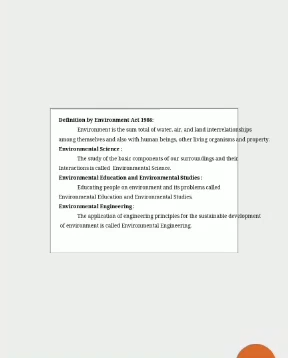 Definition by Environment Act 1986:
Environment is the sum total of water, air, and land interrelationships
among themselves and also with human beings, other living organisms and property.
Environmental Science :
The study of the basic components of our surroundings and their
Interactions is called Environmental Science.
Environmental Education and Environmental Studies :
Educating people on environment and its problems called
Environmental Education and Environmental Studies.
Environmental Engineering :
The application of engineering principles for the sustainable development
of environment is called Environmental Engineering.